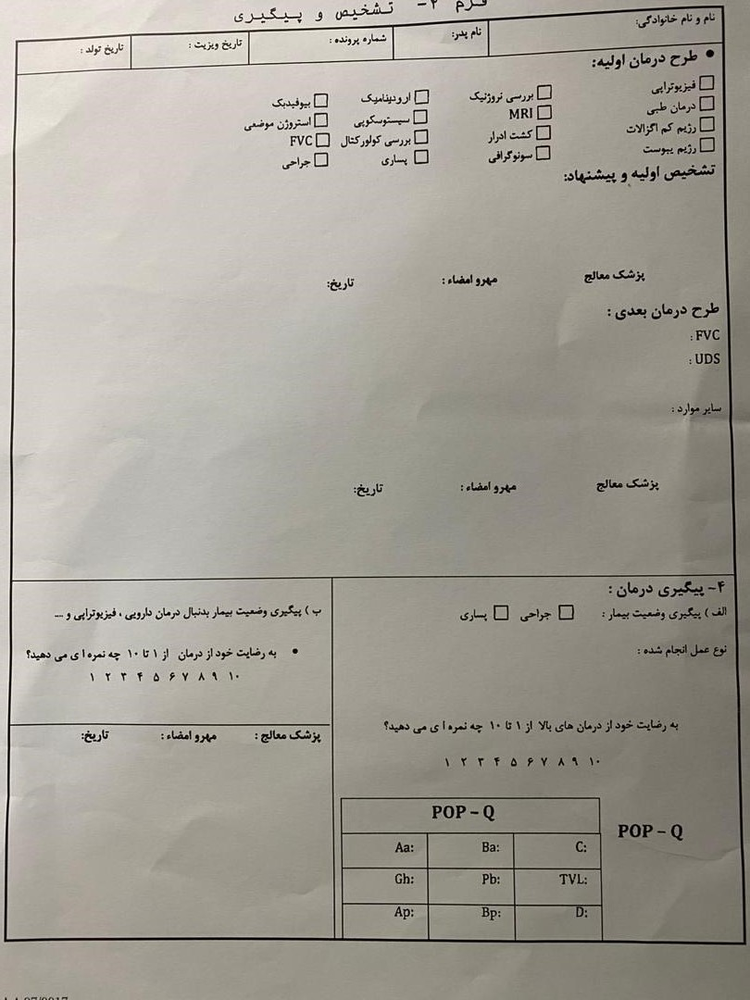 فرم ۲- تشخیص و پیگیری
نام و نام خانوادگی: نام پدر: شماره پرونده : تاریخ ویزیت : تاریخ تولد :
• طرح درمان اولیه:
فیزیوتراپی بررسی نروژنیک ارودینامیک بیوفیدبک
درمان طبی MRI سیستوسکوپی استروژن موضعی
رژیم کم اگزالات کشت ادرار بررسی کولورکتال FVC
رژیم یبوست سونوگرافی پساری جراحی
تشخیص اولیه و پیشنهاد:
پزشک معالج مهرو امضاء : تاریخ:
طرح درمان بعدی :
FVC :
UDS :
سایر موارد :
پزشک معالج مهرو امضاء : تاریخ:
۴- پیگیری درمان :
الف ) پیگیری وضعیت بیمار : جراحی پساری
نوع عمل انجام شده :
به رضایت خود از درمان های بالا از ۱ تا ۱۰ چه نمره ا ی می دهید؟
۱ ۲ ۳ ۴ ۵ ۶ ۷ ۸ ۹ ۱۰
POP – Q
POP – Q
Aa: Ba: C:
Gh: Pb: TVL:
Ap: Bp: D:
ب ) پیگیری وضعیت بیمار بدنبال درمان دارویی ، فیزیوتراپی و ....
• به رضایت خود از درمان از ۱ تا ۱۰ چه نمره ا ی می دهید؟
۱ ۲ ۳ ۴ ۵ ۶ ۷ ۸ ۹ ۱۰
پزشک معالج : مهرو امضاء : تاریخ: